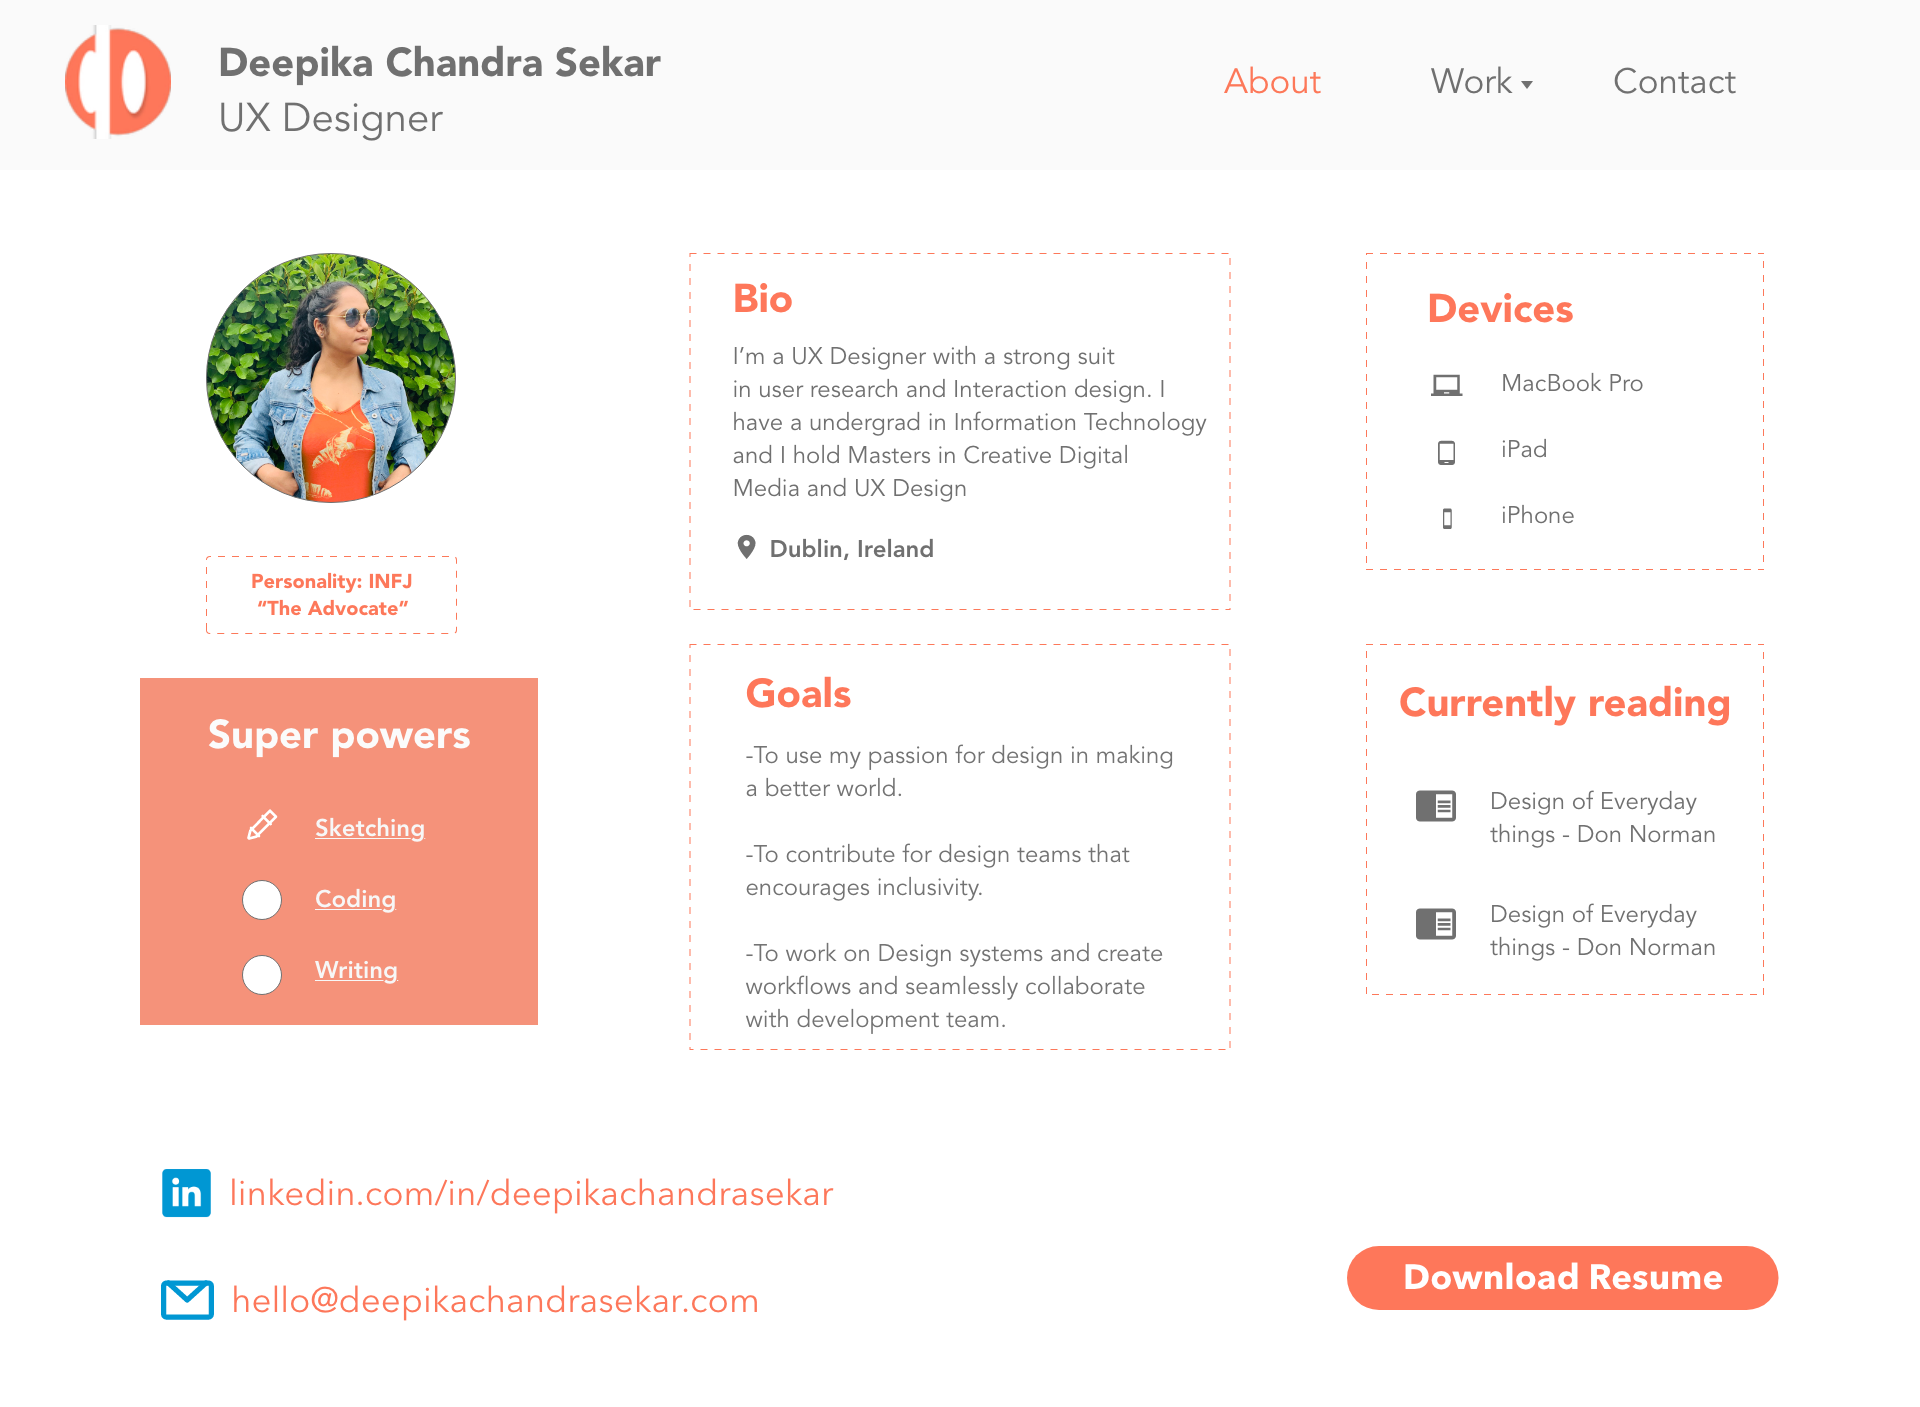 Deepika Chandra Sekar
UX Designer
About
Work
Contact
Personality: INFJ
“The Advocate”
Super powers
Sketching
Coding
Writing
Bio
I’m a UX Designer with a strong suit
in user research and Interaction design. I
have a undergrad in Information Technology
and I hold Masters in Creative Digital
Media and UX Design
Dublin, Ireland
Goals
-To use my passion for design in making
a better world.
-To contribute for design teams that
encourages inclusivity.
-To work on Design systems and create
workflows and seamlessly collaborate
with development team.
Devices
MacBook Pro
iPad
iPhone
Currently reading
Design of Everyday
things - Don Norman
Design of Everyday
things - Don Norman
in linkedin.com/in/deepikachandrasekar
hello@deepikachandrasekar.com
Download Resume